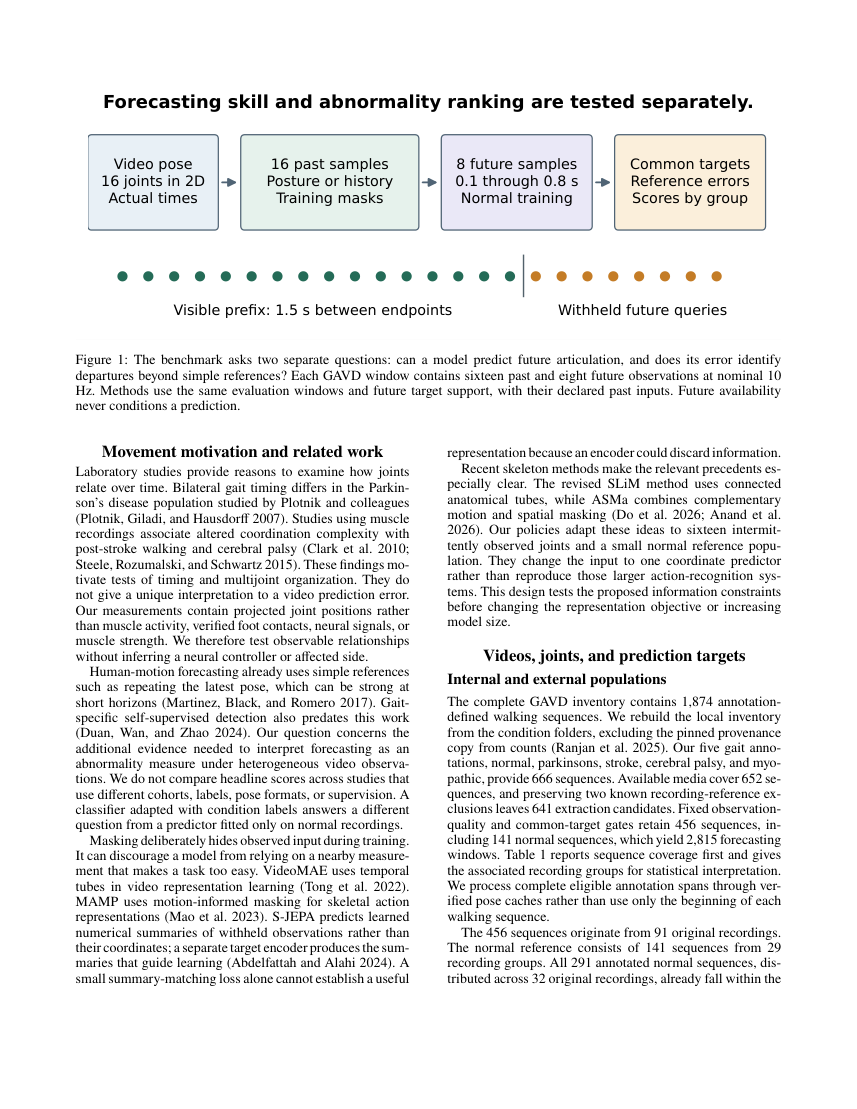 Forecasting skill and abnormality ranking are tested separately.
Video pose
16 joints in 2D
Actual times
16 past samples
Posture or history
Training masks
8 future samples
0.1 through 0.8 s
Normal training
Common targets
Reference errors
Scores by group
Visible prefix: 1.5 s between endpoints
Withheld future queries
Figure 1: The benchmark asks two separate questions: can a model predict future articulation, and does its error identify
departures beyond simple references? Each GAVD window contains sixteen past and eight future observations at nominal 10
Hz. Methods use the same evaluation windows and future target support, with their declared past inputs. Future availability
never conditions a prediction.
Movement motivation and related work
Laboratory studies provide reasons to examine how joints
relate over time. Bilateral gait timing differs in the Parkin-
son's disease population studied by Plotnik and colleagues
(Plotnik, Giladi, and Hausdorff 2007). Studies using muscle
recordings associate altered coordination complexity with
post-stroke walking and cerebral palsy (Clark et al. 2010;
Steele, Rozumalski, and Schwartz 2015). These findings mo-
tivate tests of timing and multijoint organization. They do
not give a unique interpretation to a video prediction error.
Our measurements contain projected joint positions rather
than muscle activity, verified foot contacts, neural signals, or
muscle strength. We therefore test observable relationships
without inferring a neural controller or affected side.
Human-motion forecasting already uses simple references
such as repeating the latest pose, which can be strong at
short horizons (Martinez, Black, and Romero 2017). Gait-
specific self-supervised detection also predates this work
(Duan, Wan, and Zhao 2024). Our question concerns the
additional evidence needed to interpret forecasting as an
abnormality measure under heterogeneous video observa-
tions. We do not compare headline scores across studies that
use different cohorts, labels, pose formats, or supervision. A
classifier adapted with condition labels answers a different
question from a predictor fitted only on normal recordings.
Masking deliberately hides observed input during training.
It can discourage a model from relying on a nearby measure-
ment that makes a task too easy. VideoMAE uses temporal
tubes in video representation learning (Tong et al. 2022).
MAMP uses motion-informed masking for skeletal action
representations (Mao et al. 2023). S-JEPA predicts learned
numerical summaries of withheld observations rather than
their coordinates; a separate target encoder produces the sum-
maries that guide learning (Abdelfattah and Alahi 2024). A
small summary-matching loss alone cannot establish a useful
representation because an encoder could discard information.
Recent skeleton methods make the relevant precedents es-
pecially clear. The revised SLiM method uses connected
anatomical tubes, while ASMa combines complementary
motion and spatial masking (Do et al. 2026; Anand et al.
2026). Our policies adapt these ideas to sixteen intermit-
tently observed joints and a small normal reference popu-
lation. They change the input to one coordinate predictor
rather than reproduce those larger action-recognition sys-
tems. This design tests the proposed information constraints
before changing the representation objective or increasing
model size.
Videos, joints, and prediction targets
Internal and external populations
The complete GAVD inventory contains 1,874 annotation-
defined walking sequences. We rebuild the local inventory
from the condition folders, excluding the pinned provenance
copy from counts (Ranjan et al. 2025). Our five gait anno-
tations, normal, parkinsons, stroke, cerebral palsy, and myo-
pathic, provide 666 sequences. Available media cover 652 se-
quences, and preserving two known recording-reference ex-
clusions leaves 641 extraction candidates. Fixed observation-
quality and common-target gates retain 456 sequences, in-
cluding 141 normal sequences, which yield 2,815 forecasting
windows. Table 1 reports sequence coverage first and gives
the associated recording groups for statistical interpretation.
We process complete eligible annotation spans through ver-
ified pose caches rather than use only the beginning of each
walking sequence.
The 456 sequences originate from 91 original recordings.
The normal reference consists of 141 sequences from 29
recording groups. All 291 annotated normal sequences, dis-
tributed across 32 original recordings, already fall within the